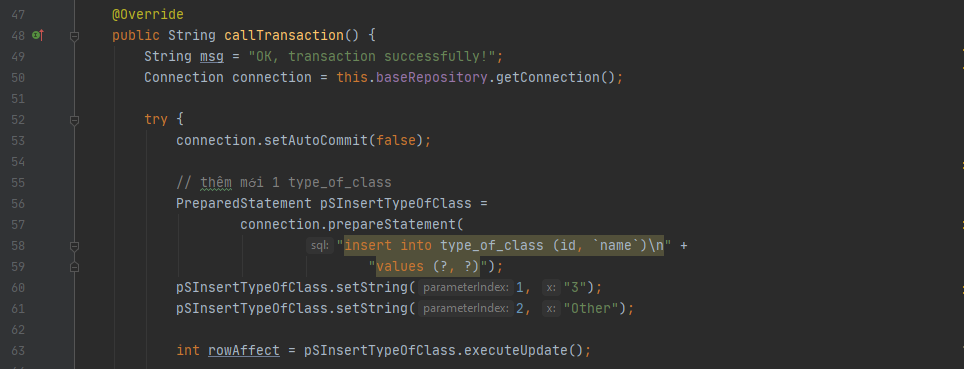 47 @Override
48 public String callTransaction() {
49 String msg = "OK, transaction successfully!";
50 Connection connection = this.baseRepository.getConnection();
51
52 try {
53 connection.setAutoCommit(false);
54
55 // thêm mới 1 type_of_class
56 PreparedStatement pSInsertTypeOfClass =
57 connection.prepareStatement(
58 sql: "insert into type_of_class (id, `name`)\n" +
59 "values (?, ?)");
60 pSInsertTypeOfClass.setString( parameterIndex: 1, x: "3");
61 pSInsertTypeOfClass.setString( parameterIndex: 2, x: "Other");
62
63 int rowAffect = pSInsertTypeOfClass.executeUpdate();